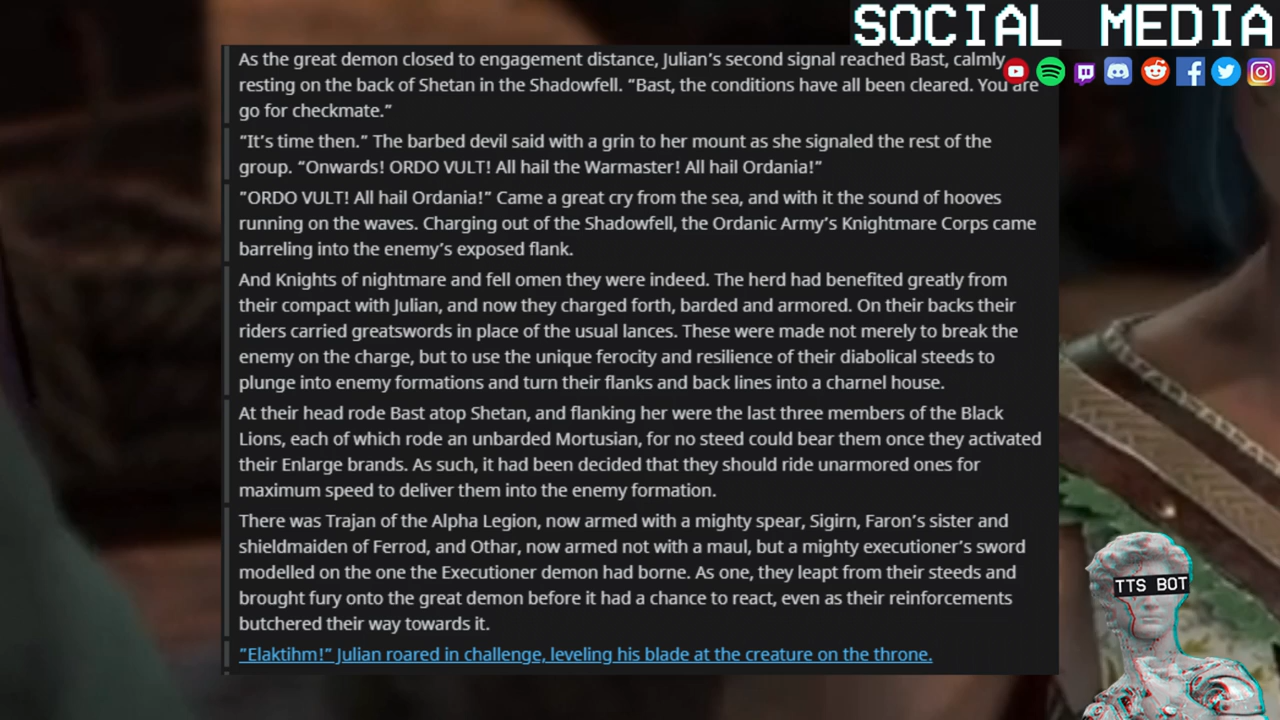 SOCIAL MEDIA
As the great demon closed to engagement distance, Julian’s second signal reached Bast, calmly
resting on the back of Shetan in the Shadowfell. “Bast, the conditions have all been cleared. You are
go for checkmate.”
“It’s time then.” The barbed devil said with a grin to her mount as she signaled the rest of the
group. “Onwards! ORDO VULT! All hail the Warmaster! All hail Ordania!”
“ORDO VULT! All hail Ordania!” Came a great cry from the sea, and with it the sound of hooves
running on the waves. Charging out of the Shadowfell, the Ordanic Army’s Knightmare Corps came
barreling into the enemy’s exposed flank.
And Knights of nightmare and fell omen they were indeed. The herd had benefited greatly from
their compact with Julian, and now they charged forth, barded and armored. On their backs their
riders carried greatswords in place of the usual lances. These were made not merely to break the
enemy on the charge, but to use the unique ferocity and resilience of their diabolical steeds to
plunge into enemy formations and turn their flanks and back lines into a charnel house.
At their head rode Bast atop Shetan, and flanking her were the last three members of the Black
Lions, each of which rode an unbarded Mortusian, for no steed could bear them once they activated
their Enlarge brands. As such, it had been decided that they should ride unarmored ones for
maximum speed to deliver them into the enemy formation.
There was Trajan of the Alpha Legion, now armed with a mighty spear, Sigirn, Faron’s sister and
shieldmaiden of Ferrod, and Othar, now armed not with a maul, but a mighty executioner’s sword
modelled on the one the Executioner demon had borne. As one, they leapt from their steeds and
brought fury onto the great demon before it had a chance to react, even as their reinforcements
butchered their way towards it.
“Elaktihm!” Julian roared in challenge, leveling his blade at the creature on the throne.
TTS BOT